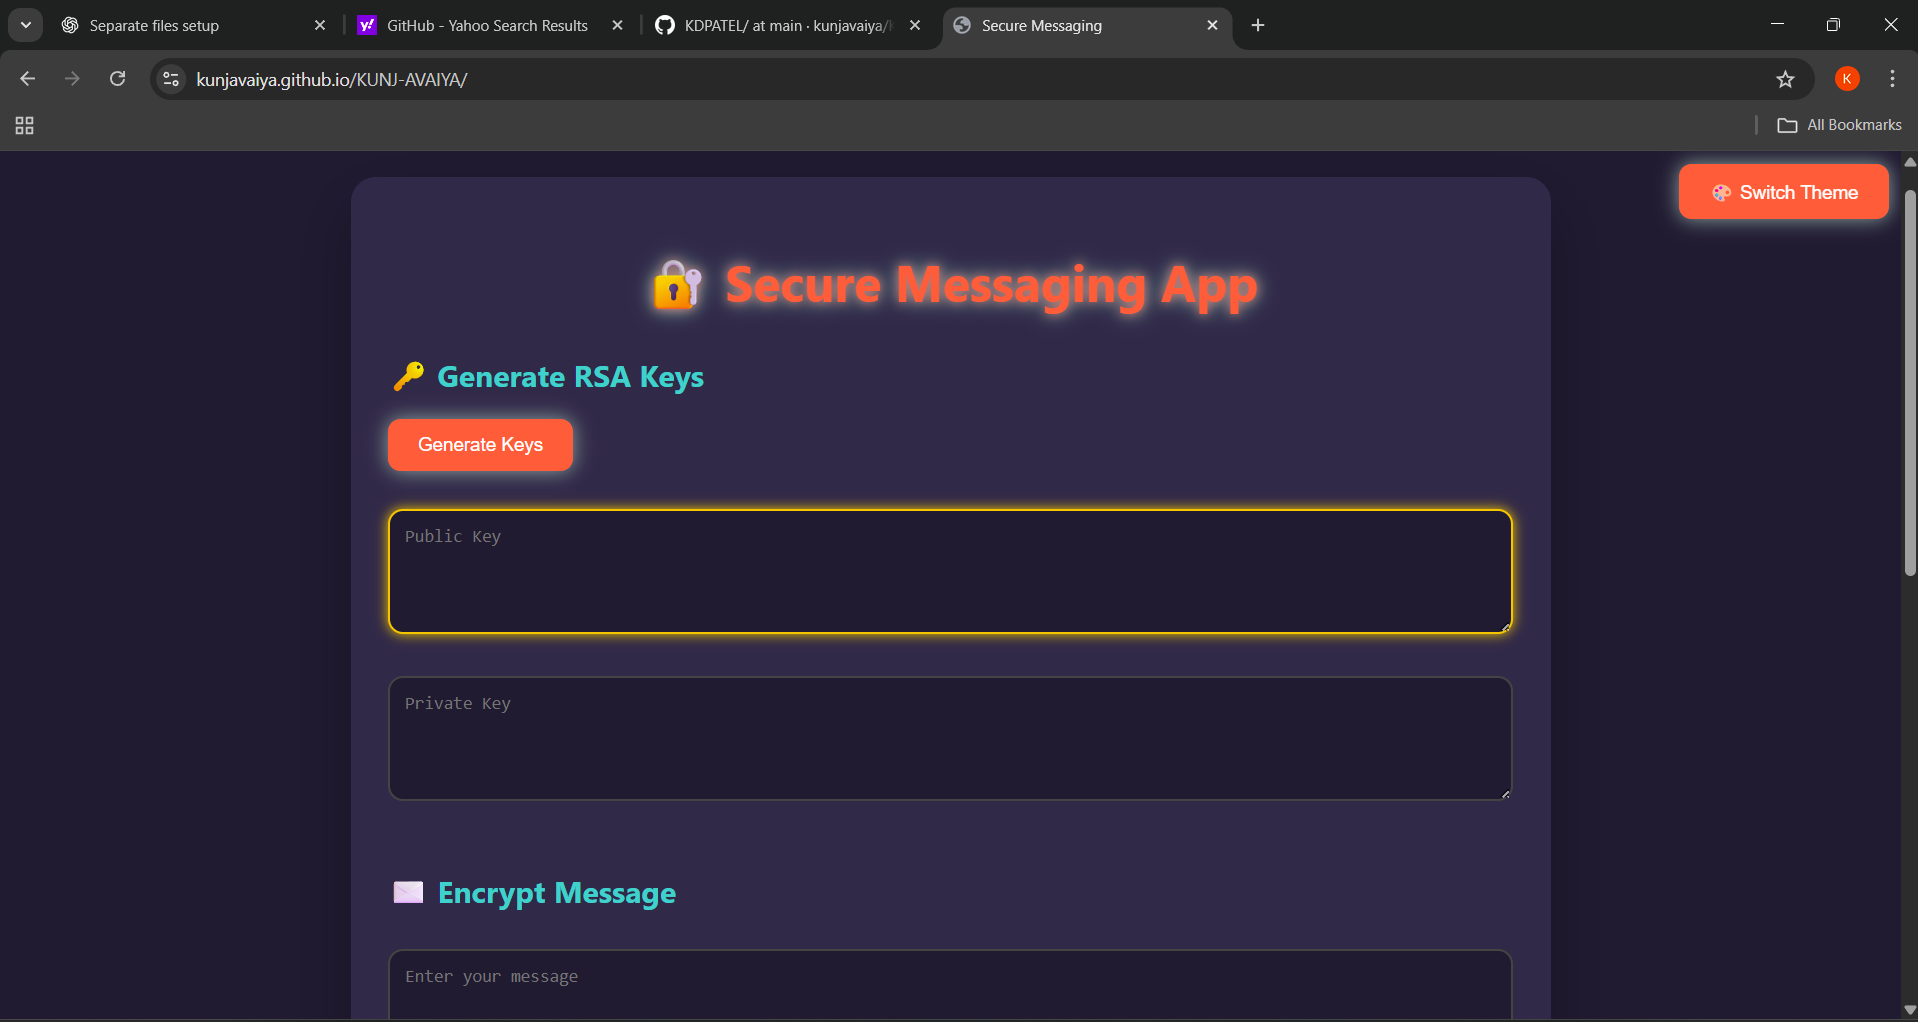 Separate files setup
GitHub - Yahoo Search Results
KDPATEL/ at main · kunjavaiya/
Secure Messaging
kunjavaiya.github.io/KUNJ-AVAIYA/
K
All Bookmarks
Switch Theme
Secure Messaging App
Generate RSA Keys
Generate Keys
Public Key
Private Key
Encrypt Message
Enter your message